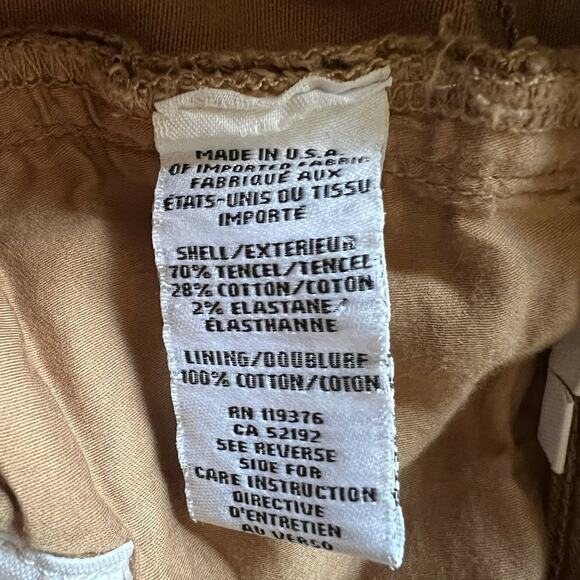 MADE IN U.S.A.
OF IMPORTED FABRIC
FABRIQUÉ AUX
ÉTATS-UNIS DU TISSU
IMPORTÉ
SHELL/EXTERIEUR
70% TENCEL/TENCEL
28% COTTON/COTON
2% ELASTANE/
ÉLASTHANNE
LINING/DOUBLURE
100% COTTON/COTON
RN 119376
CA 52192
SEE REVERSE
SIDE FOR
CARE INSTRUCTION
DIRECTIVE
D'ENTRETIEN
AU VERSO